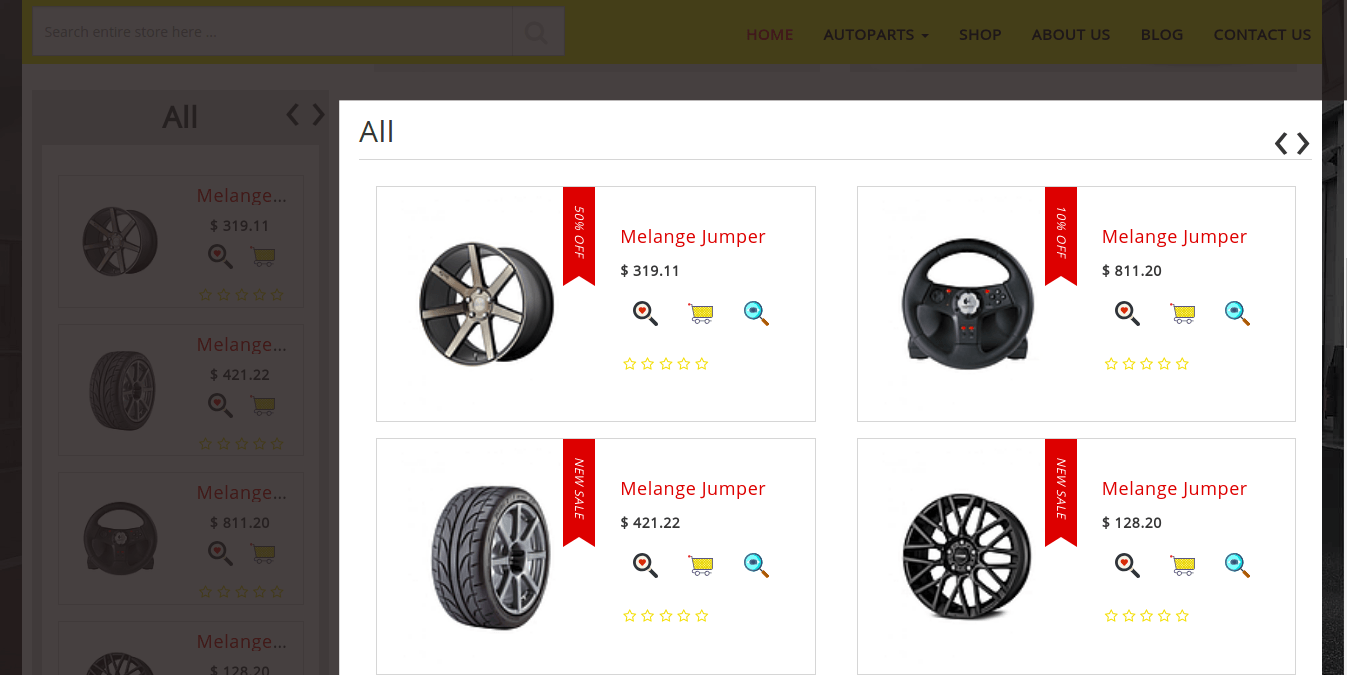 Search entire store here ...
HOME
AUTOPARTS
SHOP
ABOUT US
BLOG
CONTACT US
All
Melange...
$ 319.11
Melange...
$ 421.22
Melange...
$ 811.20
Melange...
$ 128.20
All
50% OFF
Melange Jumper
$ 319.11
10% OFF
Melange Jumper
$ 811.20
NEW SALE
Melange Jumper
$ 421.22
NEW SALE
Melange Jumper
$ 128.20